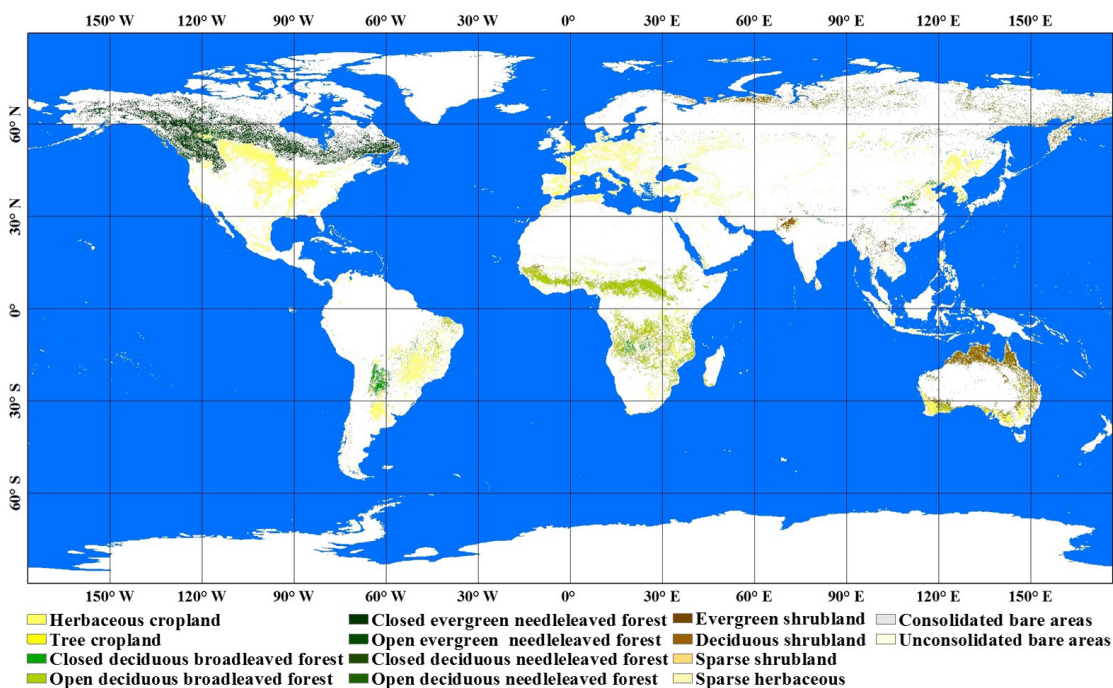 150° W 120° W 90° W 60° W 30° W 0° 30° E 60° E 90° E 120° E 150° E
60° N
30° N
0°
30° S
60° S
150° W 120° W 90° W 60° W 30° W 0° 30° E 60° E 90° E 120° E 150° E
Herbaceous cropland Closed evergreen needleleaved forest Evergreen shrubland Consolidated bare areas
Tree cropland Open evergreen needleleaved forest Deciduous shrubland Unconsolidated bare areas
Closed deciduous broadleaved forest Closed deciduous needleleaved forest Sparse shrubland
Open deciduous broadleaved forest Open deciduous needleleaved forest Sparse herbaceous